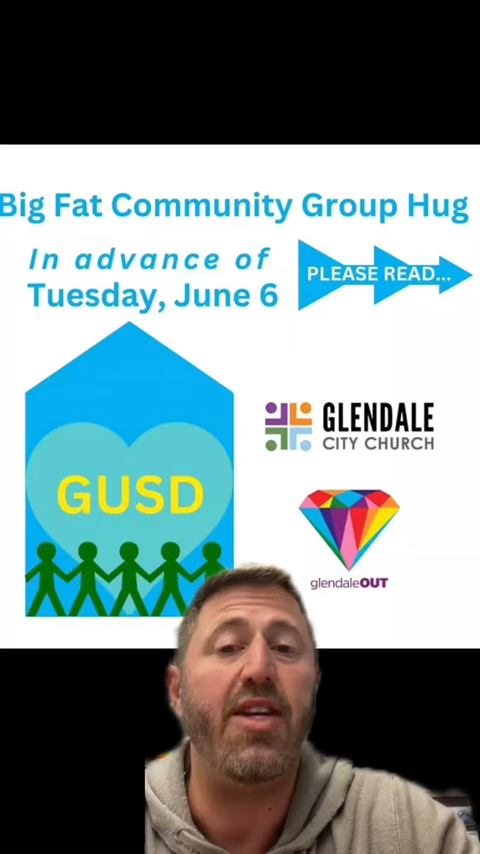 Big Fat Community Group Hug
In advance of
Tuesday, June 6
PLEASE READ...
GLENDALE
CITY CHURCH
GUSD
glendaleOUT